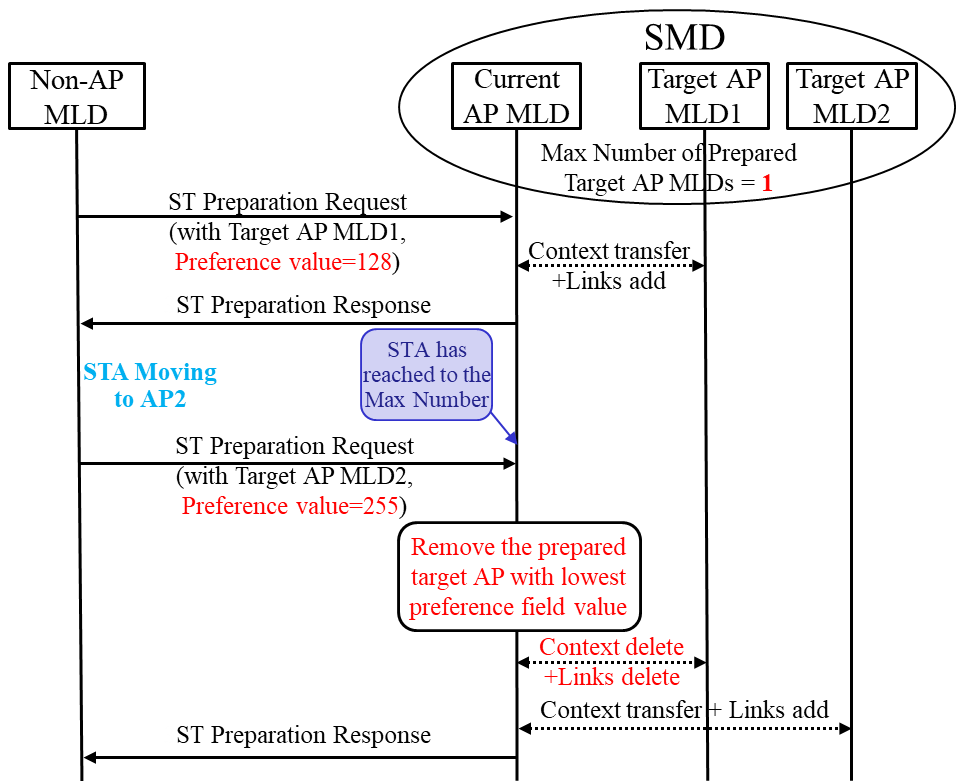 SMD
Non-AP
MLD
Current
AP MLD
Target AP
MLD1
Target AP
MLD2
Max Number of Prepared
Target AP MLDs = 1
ST Preparation Request
(with Target AP MLD1,
Preference value=128)
Context transfer
+Links add
ST Preparation Response
STA has
reached to the
Max Number
STA Moving
to AP2
ST Preparation Request
(with Target AP MLD2,
Preference value=255)
Remove the prepared
target AP with lowest
preference field value
Context delete
+Links delete
Context transfer + Links add
ST Preparation Response